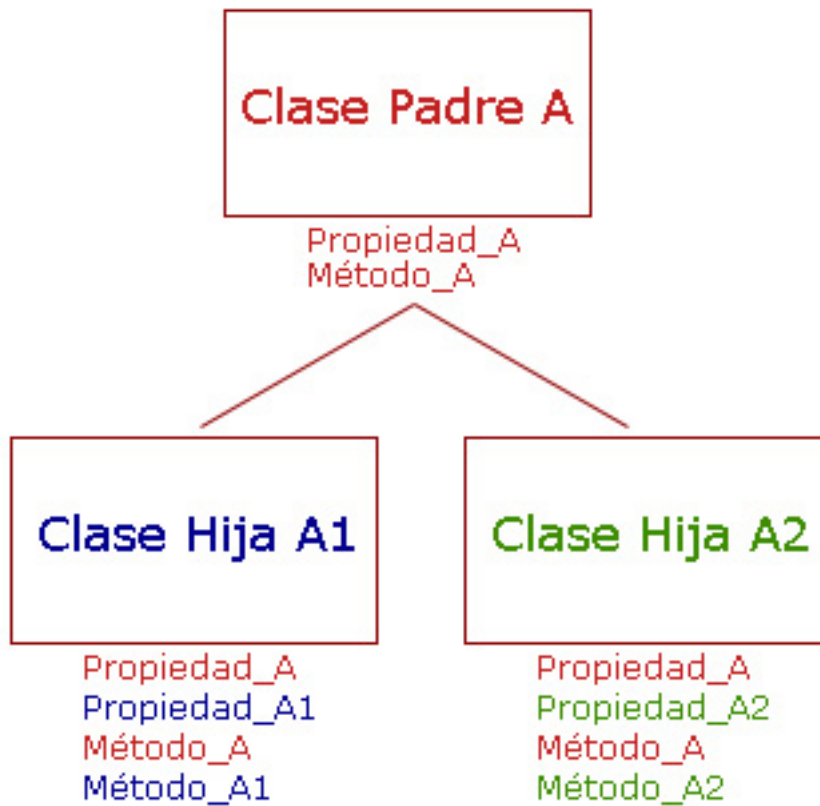 Clase Padre A
Propiedad_A
Método_A
Clase Hija A1
Clase Hija A2
Propiedad_A
Propiedad_A1
Método_A
Método_A1
Propiedad_A
Propiedad_A2
Método_A
Método_A2